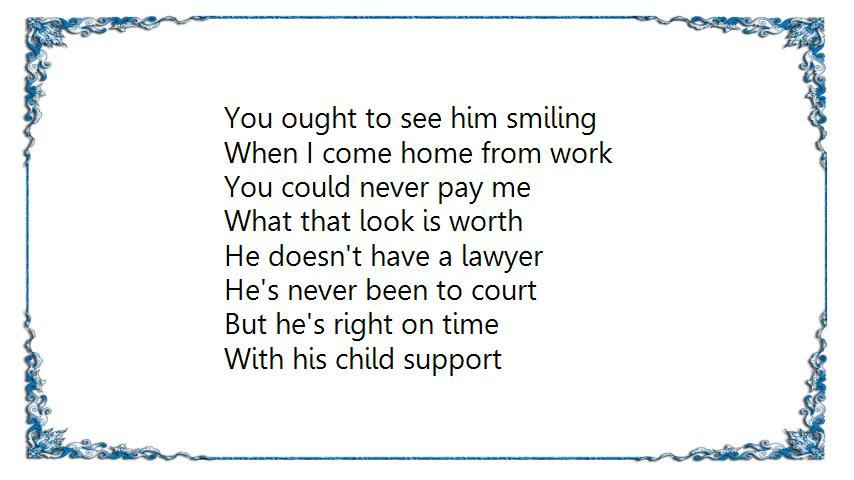 You ought to see him smiling
When I come home from work
You could never pay me
What that look is worth
He doesn't have a lawyer
He's never been to court
But he's right on time
With his child support